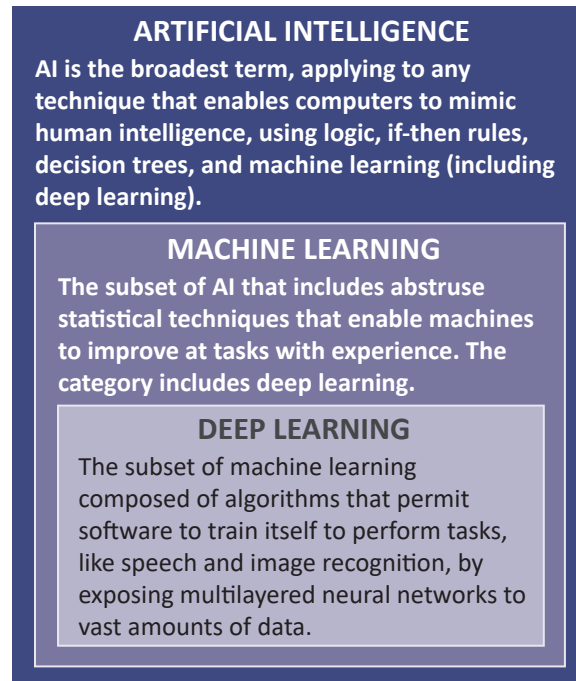 ARTIFICIAL INTELLIGENCE
AI is the broadest term, applying to any
technique that enables computers to mimic
human intelligence, using logic, if-then rules,
decision trees, and machine learning (including
deep learning).
MACHINE LEARNING
The subset of AI that includes abstruse
statistical techniques that enable machines
to improve at tasks with experience. The
category includes deep learning.
DEEP LEARNING
The subset of machine learning
composed of algorithms that permit
software to train itself to perform tasks,
like speech and image recognition, by
exposing multilayered neural networks to
vast amounts of data.